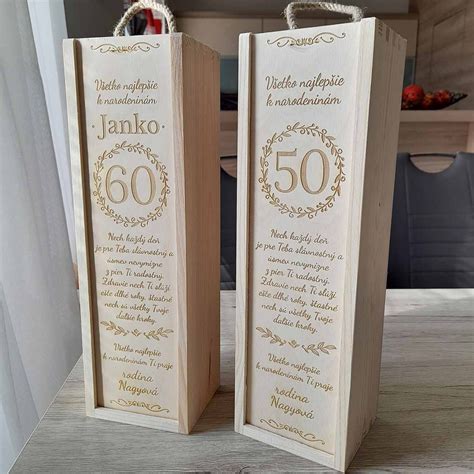 Všetko najlepšie
k narodeninám
·Janko·
60
Nech každý deň
je pre Teba slávnostný a
úsmev nevymizne
z pier Ti radostný.
Zdravie nech Ti slúži
ešte dlhé roky, šťastné
nech sú všetky Tvoje
ďalšie kroky.
Všetko najlepšie
k narodeninám Ti praje
rodina
Nagyová
Všetko najlepšie
k narodeninám
50
Nech každý deň
je pre Teba slávnostný a
úsmev nevymizne
z pier Ti radostný.
Zdravie nech Ti slúži
ešte dlhé roky, šťastné
nech sú všetky Tvoje
ďalšie kroky.
Všetko najlepšie
k narodeninám Ti praje
rodina
Nagyová